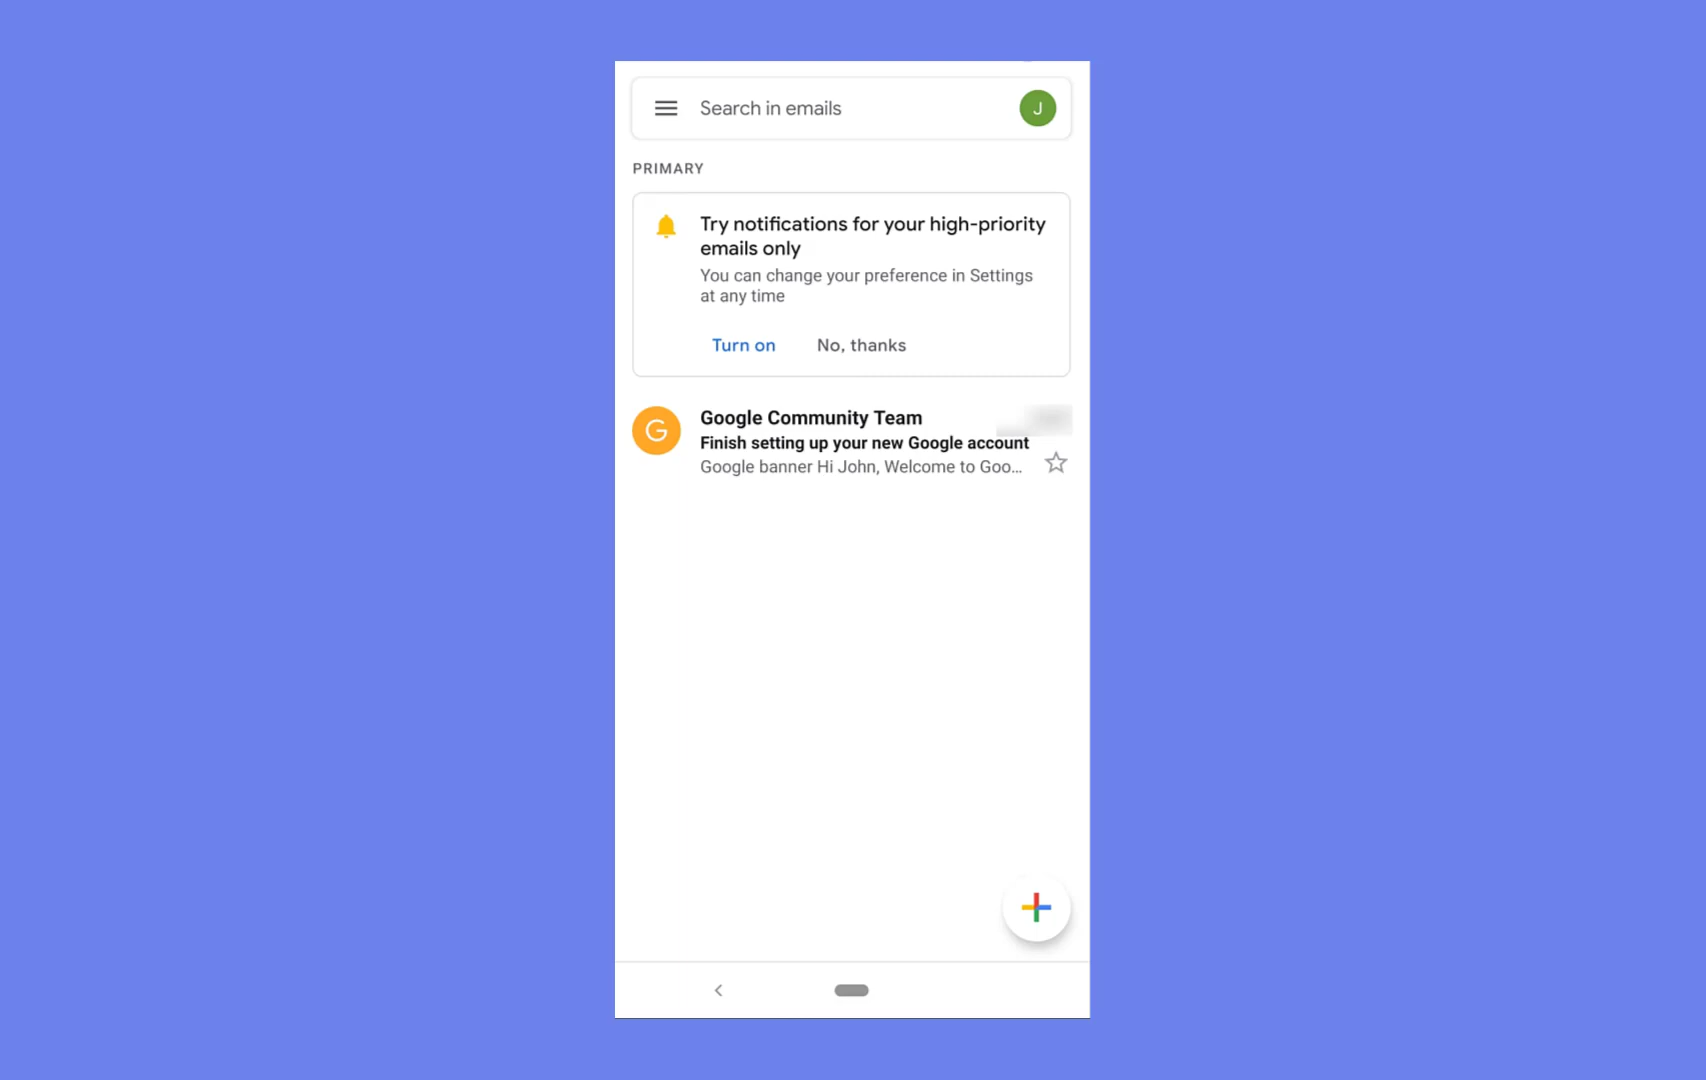 Search in emails
J
PRIMARY
Try notifications for your high-priority
emails only
You can change your preference in Settings
at any time
Turn on
No, thanks
G
Google Community Team
Finish setting up your new Google account
Google banner Hi John, Welcome to Goo...